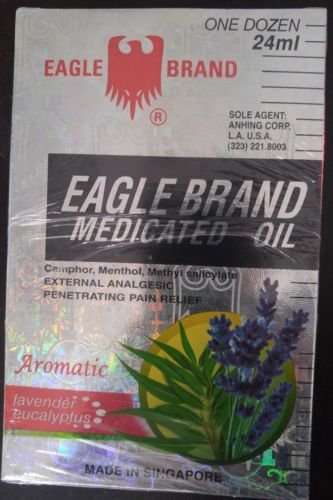 ONE DOZEN
24ml
EAGLE BRAND
®
SOLE AGENT:
ANHING CORP.
L.A. U.S.A.
(323) 221.8003
EAGLE BRAND
MEDICATED OIL
Camphor, Menthol, Methyl salicylate
EXTERNAL ANALGESIC
PENETRATING PAIN RELIEF
Aromatic
lavender
eucalyptus
MADE IN SINGAPORE